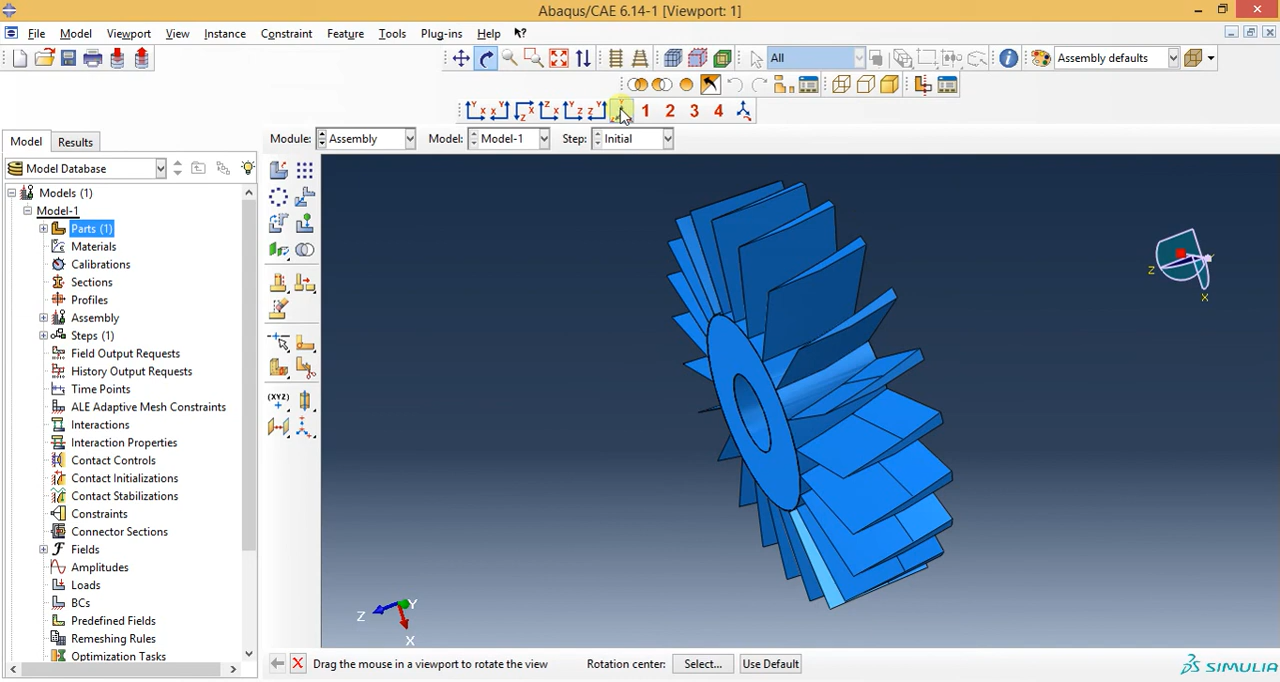 Abaqus/CAE 6.14-1 [Viewport: 1]
File Model Viewport View Instance Constraint Feature Tools Plug-ins Help
All Assembly defaults
1 2 3 4
Model Results Module: Assembly Model: Model-1 Step: Initial
Model Database
Models (1)
Model-1
Parts (1)
Materials
Calibrations
Sections
Profiles
Assembly
Steps (1)
Field Output Requests
History Output Requests
Time Points
ALE Adaptive Mesh Constraints
Interactions
Interaction Properties
Contact Controls
Contact Initializations
Contact Stabilizations
Constraints
Connector Sections
Fields
Amplitudes
Loads
BCs
Predefined Fields
Remeshing Rules
Optimization Tasks
(XYZ)
Z
X
Y
Z
X
Drag the mouse in a viewport to rotate the view Rotation center: Select... Use Default
SIMULIA